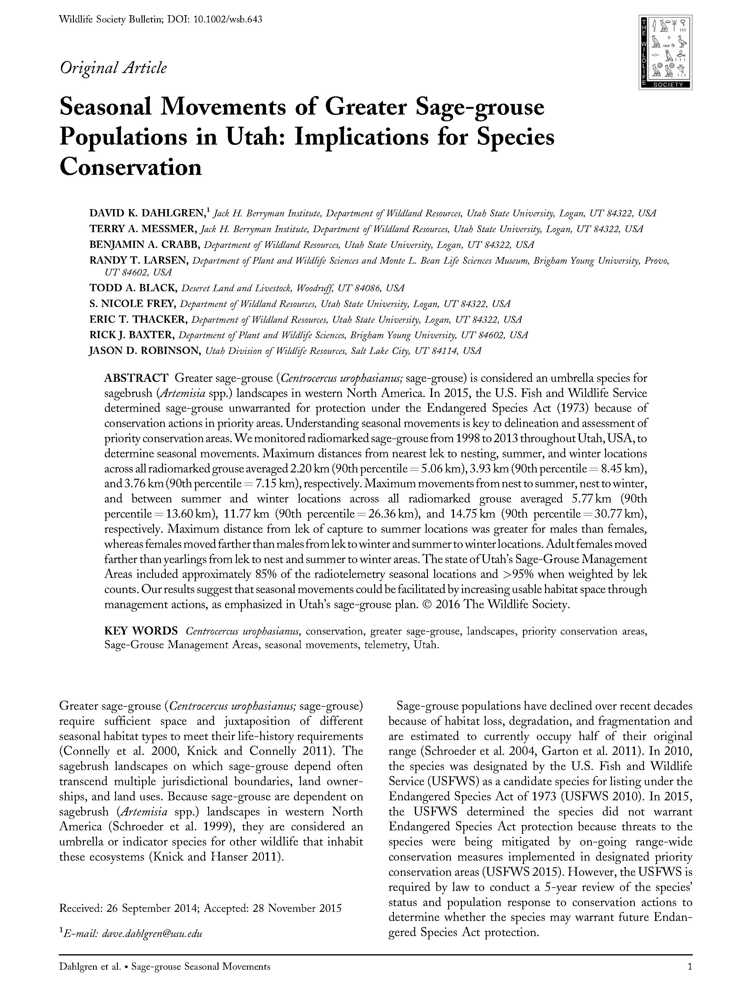 Wildlife Society Bulletin; DOI: 10.1002/wsb.643
THE WILDLIFE
SOCIETY
Original Article
Seasonal Movements of Greater Sage-grouse
Populations in Utah: Implications for Species
Conservation
DAVID K. DAHLGREN,1 Jack H. Berryman Institute, Department of Wildland Resources, Utah State University, Logan, UT 84322, USA
TERRY A. MESSMER, Jack H. Berryman Institute, Department of Wildland Resources, Utah State University, Logan, UT 84322, USA
BENJAMIN A. CRABB, Department of Wildland Resources, Utah State University, Logan, UT 84322, USA
RANDY T. LARSEN, Department of Plant and Wildlife Sciences and Monte L. Bean Life Sciences Museum, Brigham Young University, Provo,
UT 84602, USA
TODD A. BLACK, Deseret Land and Livestock, Woodruff, UT 84086, USA
S. NICOLE FREY, Department of Wildland Resources, Utah State University, Logan, UT 84322, USA
ERIC T. THACKER, Department of Wildland Resources, Utah State University, Logan, UT 84322, USA
RICK J. BAXTER, Department of Plant and Wildlife Sciences, Brigham Young University, UT 84602, USA
JASON D. ROBINSON, Utah Division of Wildlife Resources, Salt Lake City, UT 84114, USA
ABSTRACT Greater sage-grouse (Centrocercus urophasianus; sage-grouse) is considered an umbrella species for
sagebrush (Artemisia spp.) landscapes in western North America. In 2015, the U.S. Fish and Wildlife Service
determined sage-grouse unwarranted for protection under the Endangered Species Act (1973) because of
conservation actions in priority areas. Understanding seasonal movements is key to delineation and assessment of
priority conservation areas. We monitored radiomarked sage-grouse from 1998 to 2013 throughout Utah, USA, to
determine seasonal movements. Maximum distances from nearest lek to nesting, summer, and winter locations
across all radiomarked grouse averaged 2.20 km (90th percentile = 5.06 km), 3.93 km (90th percentile = 8.45 km),
and 3.76 km (90th percentile = 7.15 km), respectively. Maximum movements from nest to summer, nest to winter,
and between summer and winter locations across all radiomarked grouse averaged 5.77 km (90th
percentile = 13.60 km), 11.77 km (90th percentile = 26.36 km), and 14.75 km (90th percentile = 30.77 km),
respectively. Maximum distance from lek of capture to summer locations was greater for males than females,
whereas females moved farther than males from lek to winter and summer to winter locations. Adult females moved
farther than yearlings from lek to nest and summer to winter areas. The state of Utah's Sage-Grouse Management
Areas included approximately 85% of the radiotelemetry seasonal locations and >95% when weighted by lek
counts. Our results suggest that seasonal movements could be facilitated by increasing usable habitat space through
management actions, as emphasized in Utah's sage-grouse plan. © 2016 The Wildlife Society.
KEY WORDS Centrocercus urophasianus, conservation, greater sage-grouse, landscapes, priority conservation areas,
Sage-Grouse Management Areas, seasonal movements, telemetry, Utah.
Greater sage-grouse (Centrocercus urophasianus; sage-grouse)
require sufficient space and juxtaposition of different
seasonal habitat types to meet their life-history requirements
(Connelly et al. 2000, Knick and Connelly 2011). The
sagebrush landscapes on which sage-grouse depend often
transcend multiple jurisdictional boundaries, land owner-
ships, and land uses. Because sage-grouse are dependent on
sagebrush (Artemisia spp.) landscapes in western North
America (Schroeder et al. 1999), they are considered an
umbrella or indicator species for other wildlife that inhabit
these ecosystems (Knick and Hanser 2011).
Received: 26 September 2014; Accepted: 28 November 2015
1E-mail: dave.dahlgren@usu.edu
Sage-grouse populations have declined over recent decades
because of habitat loss, degradation, and fragmentation and
are estimated to currently occupy half of their original
range (Schroeder et al. 2004, Garton et al. 2011). In 2010,
the species was designated by the U.S. Fish and Wildlife
Service (USFWS) as a candidate species for listing under the
Endangered Species Act of 1973 (USFWS 2010). In 2015,
the USFWS determined the species did not warrant
Endangered Species Act protection because threats to the
species were being mitigated by on-going range-wide
conservation measures implemented in designated priority
conservation areas (USFWS 2015). However, the USFWS is
required by law to conduct a 5-year review of the species'
status and population response to conservation actions to
determine whether the species may warrant future Endan-
gered Species Act protection.
Dahlgren et al. • Sage-grouse Seasonal Movements
1